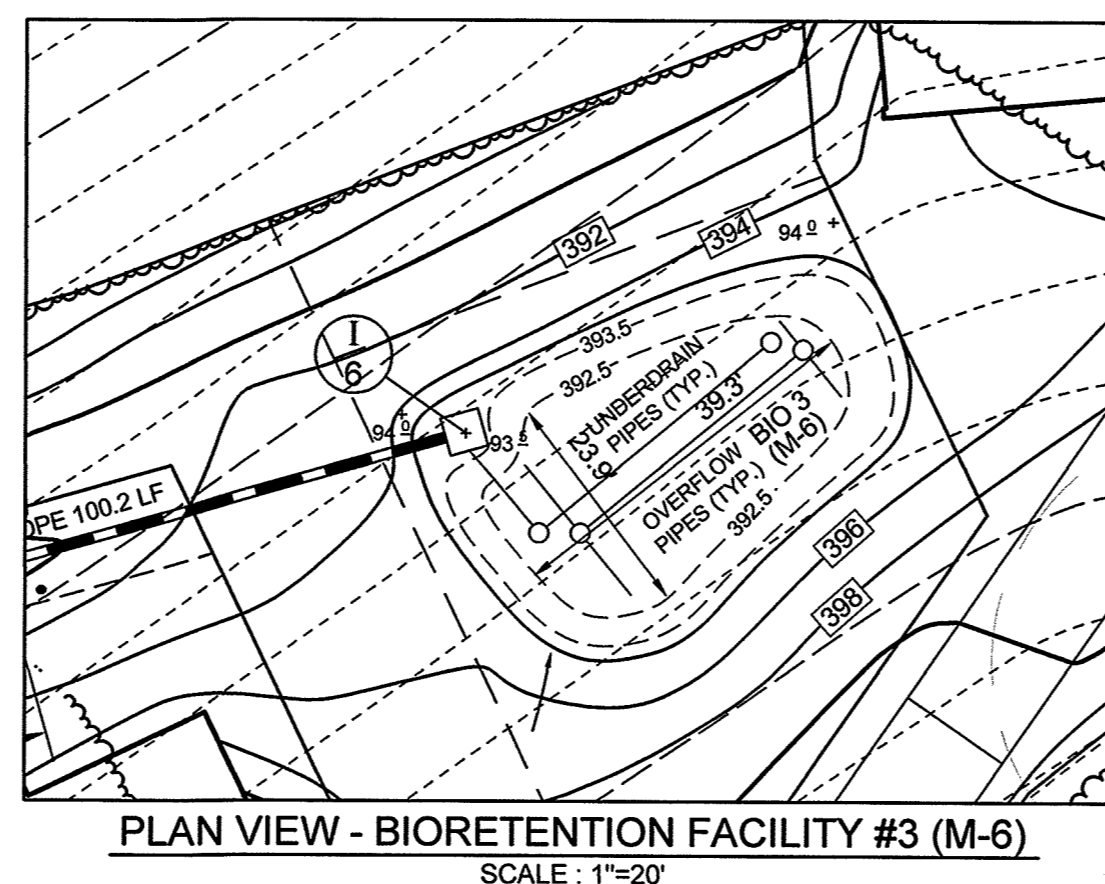 392
394
94 0 +
I
6
393.5
392.5
UNDERDRAIN
PIPES (TYP.)
39.3'
23.9'
94 0 +
93 5
OVERFLOW
PIPES (TYP.)
BIO 3
(M-6)
392.5
OPE 100.2 LF
396
398
PLAN VIEW - BIORETENTION FACILITY #3 (M-6)
SCALE : 1"=20'